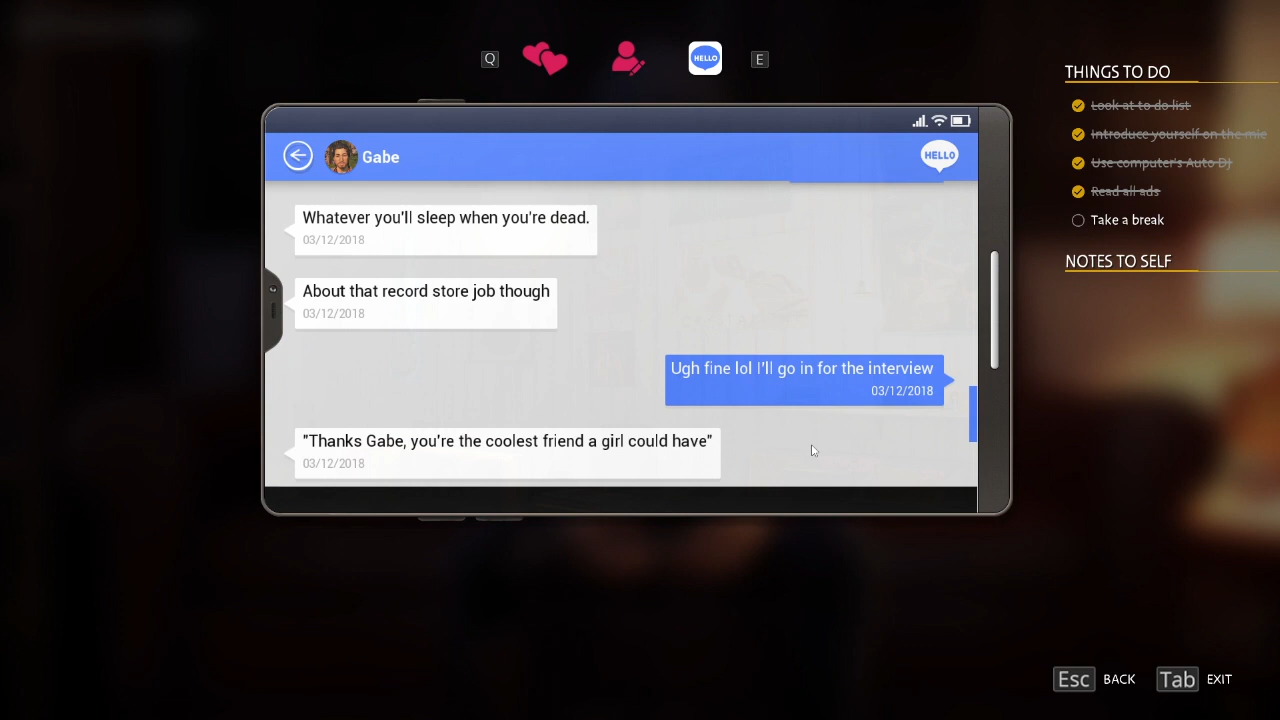 Q
HELLO
E
THINGS TO DO
Look at to do list
Introduce yourself on the mic
Use computer's Auto DJ
Read all ads
Take a break
NOTES TO SELF
Gabe
HELLO
Whatever you'll sleep when you're dead.
03/12/2018
About that record store job though
03/12/2018
Ugh fine lol I'll go in for the interview
03/12/2018
"Thanks Gabe, you're the coolest friend a girl could have"
03/12/2018
Esc BACK Tab EXIT